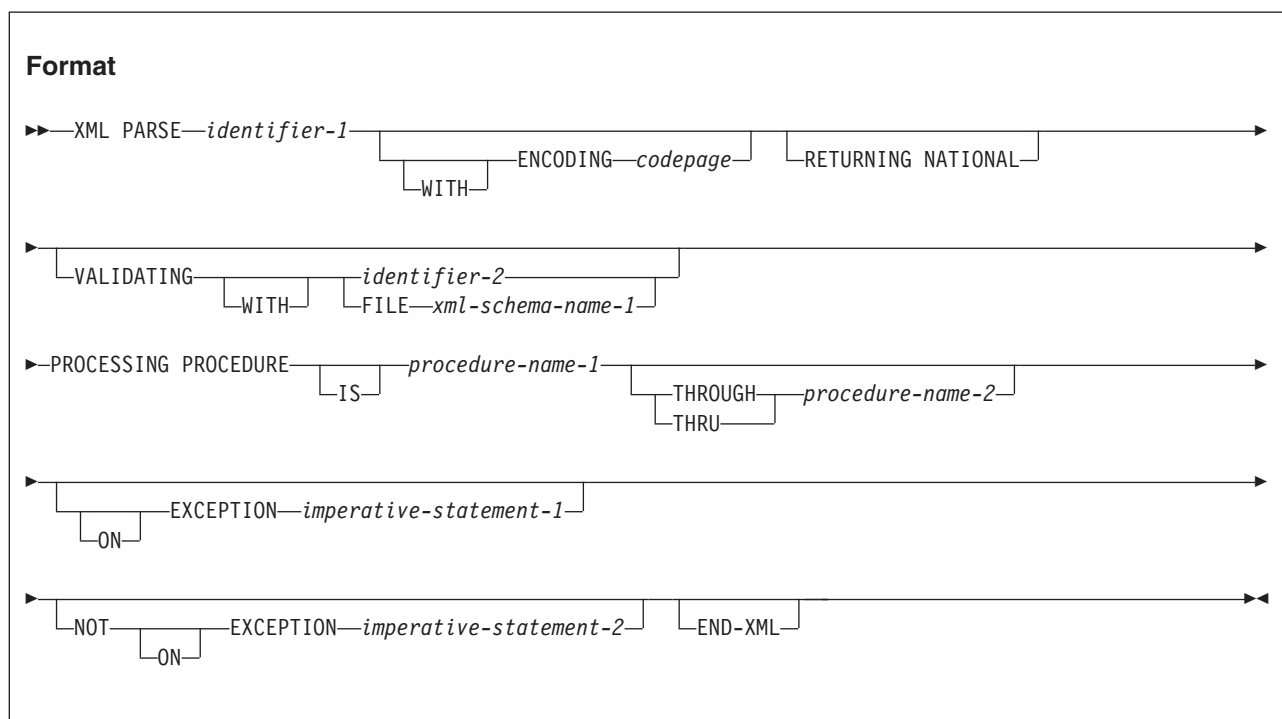 Format
XML PARSE identifier-1
WITH
ENCODING codepage
RETURNING NATIONAL
VALIDATING
WITH
identifier-2
FILE xml-schema-name-1
PROCESSING PROCEDURE
IS
procedure-name-1
THROUGH
THRU
procedure-name-2
ON
EXCEPTION imperative-statement-1
NOT
ON
EXCEPTION imperative-statement-2
END-XML